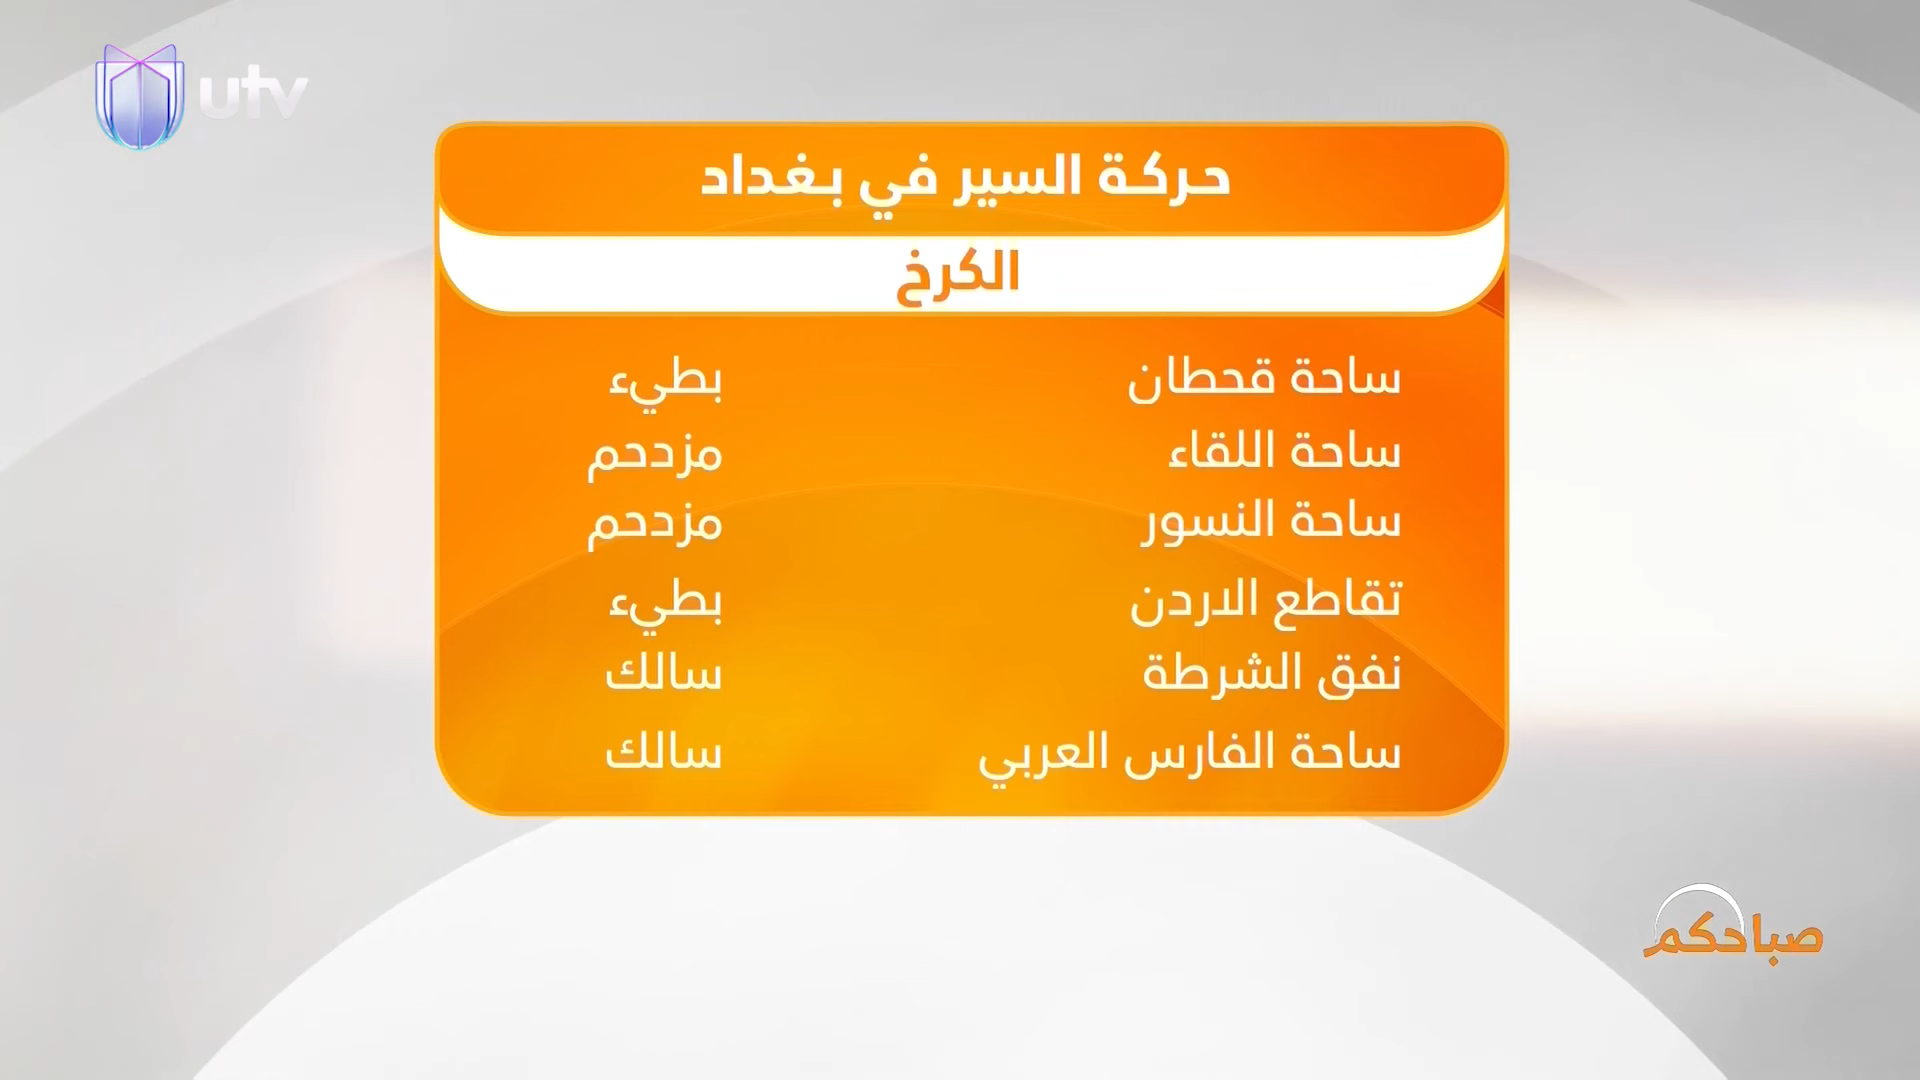 utv
حركة السير في بغداد
الكرخ
ساحة قحطان بطيء
ساحة اللقاء مزدحم
ساحة النسور مزدحم
تقاطع الاردن بطيء
نفق الشرطة سالك
ساحة الفارس العربي سالك
صباحكم